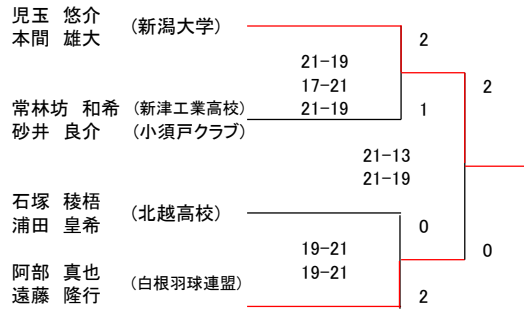 児玉 悠介
本間 雄大
(新潟大学)
2
21-19
17-21
21-19
2
常林坊 和希 (新津工業高校)
砂井 良介 (小須戸クラブ)
1
21-13
21-19
石塚 稜梧
浦田 皇希
(北越高校)
0
19-21
19-21
0
阿部 真也
遠藤 隆行
(白根羽球連盟)
2